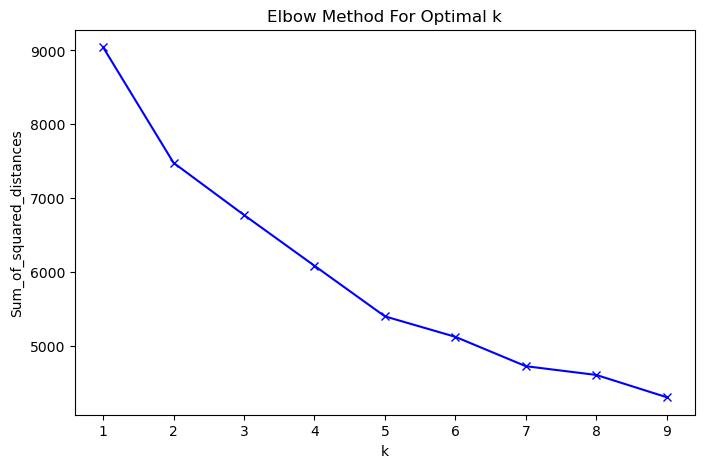 Elbow Method For Optimal k
9000
8000
7000
6000
5000
Sum_of_squared_distances
1 2 3 4 5 6 7 8 9
k